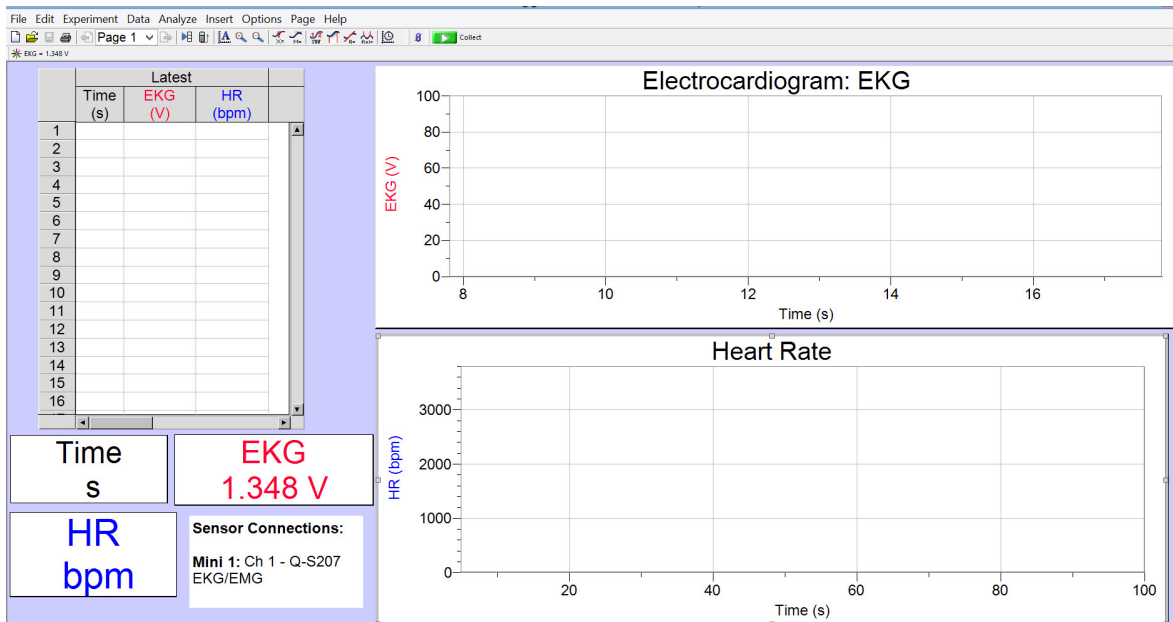 File Edit Experiment Data Analyze Insert Options Page Help
Page 1
Collect
EKG = 1.348 V
Latest
Time EKG HR
(s) (V) (bpm)
1
2
3
4
5
6
7
8
9
10
11
12
13
14
15
16
Time
s
EKG
1.348 V
HR
bpm
Sensor Connections:
Mini 1: Ch 1 - Q-S207
EKG/EMG
Electrocardiogram: EKG
EKG (V)
100
80
60
40
20
0
8 10 12 14 16
Time (s)
Heart Rate
HR (bpm)
3000
2000
1000
0
20 40 60 80 100
Time (s)